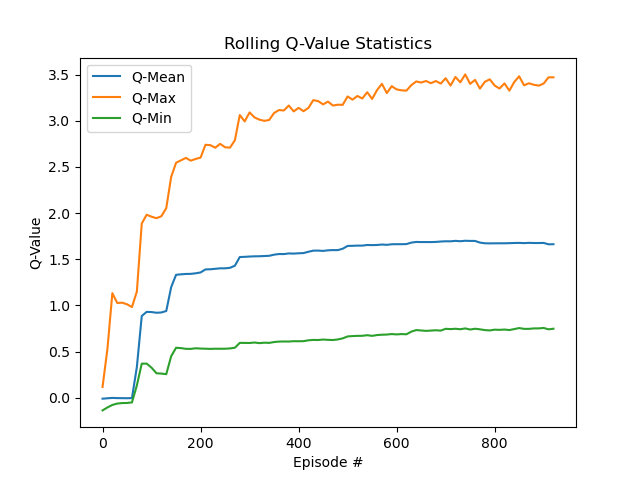 Rolling Q-Value Statistics
Q-Mean
Q-Max
Q-Min
3.5
3.0
2.5
2.0
1.5
1.0
0.5
0.0
Q-Value
0 200 400 600 800
Episode #